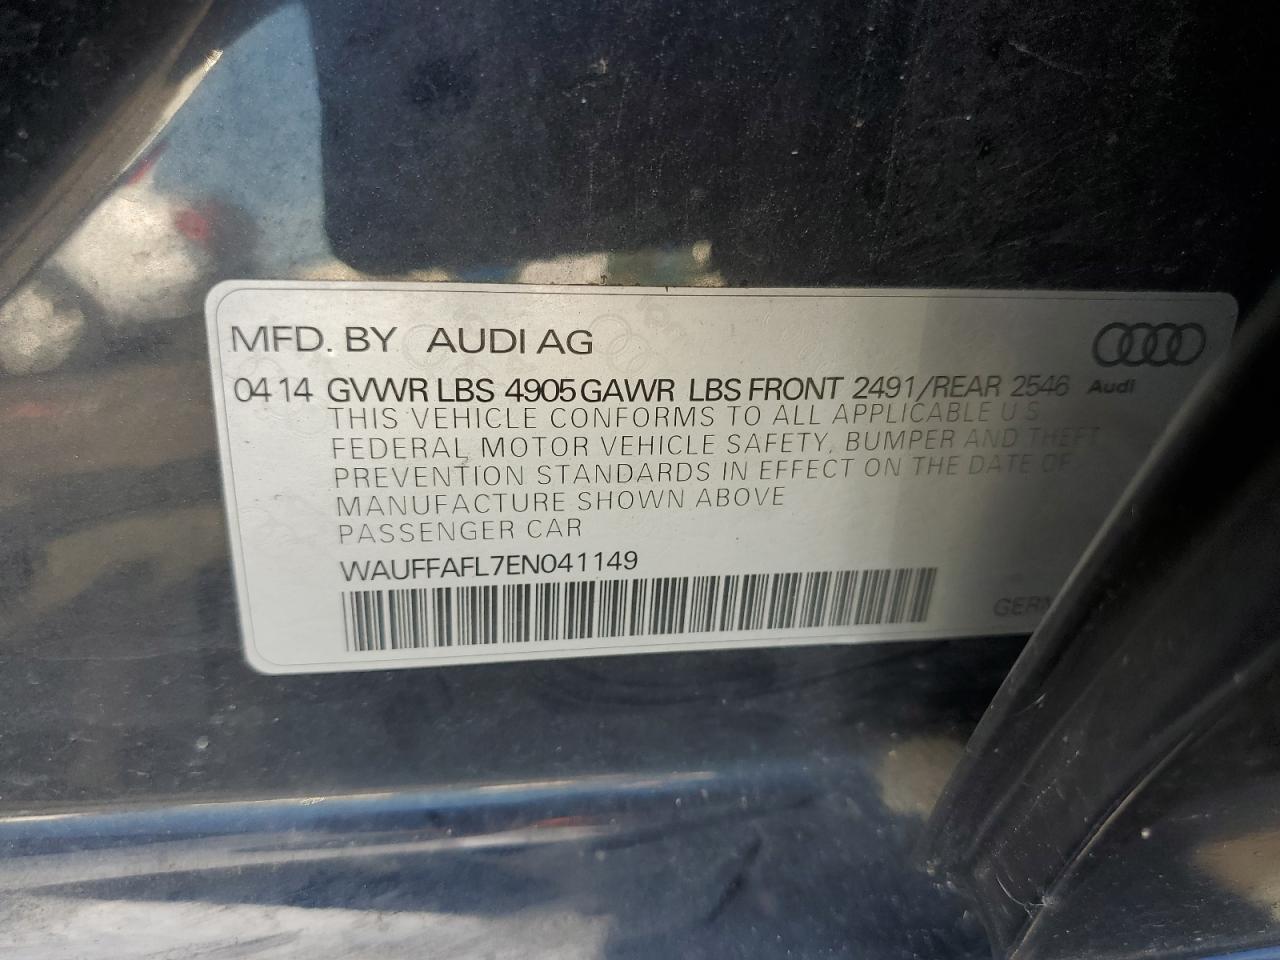 MFD. BY AUDI AG
04 14 GVWR LBS 4905 GAWR LBS FRONT 2491/REAR 2546 Audi
THIS VEHICLE CONFORMS TO ALL APPLICABLE U S
FEDERAL MOTOR VEHICLE SAFETY, BUMPER AND THEFT
PREVENTION STANDARDS IN EFFECT ON THE DATE OF
MANUFACTURE SHOWN ABOVE
PASSENGER CAR
WAUFFAFL7EN041149